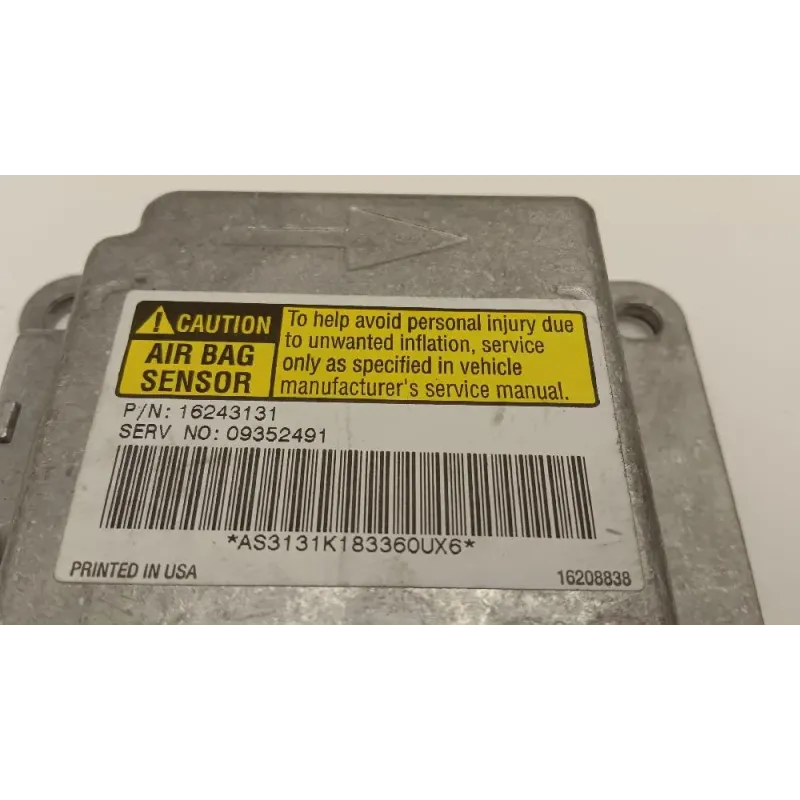 CAUTION
AIR BAG
SENSOR
To help avoid personal injury due
to unwanted inflation, service
only as specified in vehicle
manufacturer's service manual.
P/N: 16243131
SERV NO: 09352491
*AS3131K183360UX6*
PRINTED IN USA
16208838